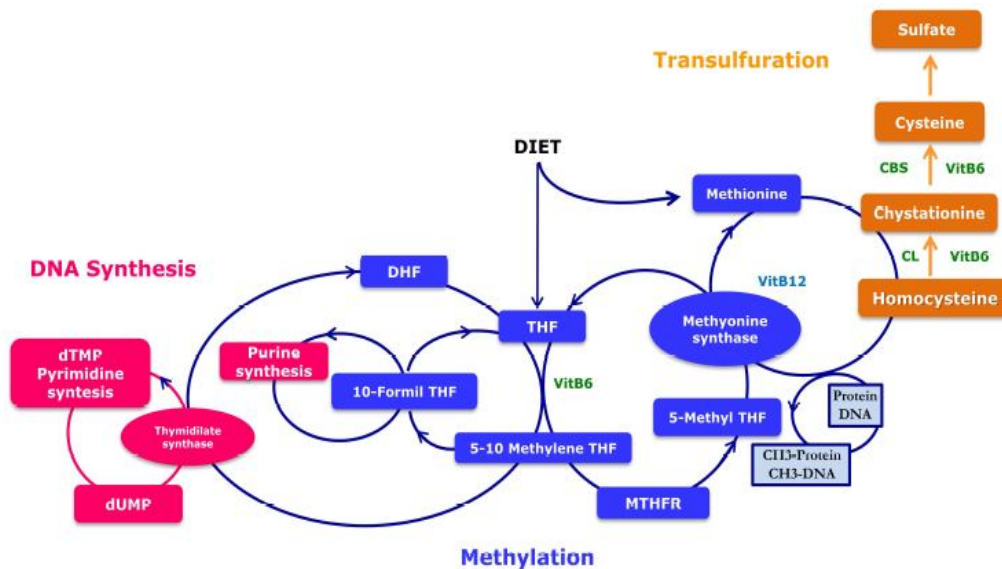 Sulfate
Transulfuration
Cysteine
DIET
CBS
VitB6
Methionine
Chystationine
DNA Synthesis
DHF
CL
VitB6
VitB12
Homocysteine
THF
Methyonine
synthase
dTMP
Pyrimidine
syntesis
Purine
synthesis
10-Formil THF
VitB6
Protein
DNA
5-Methyl THF
Thymidilate
synthase
5-10 Methylene THF
CH3-Protein
CH3-DNA
dUMP
MTHFR
Methylation